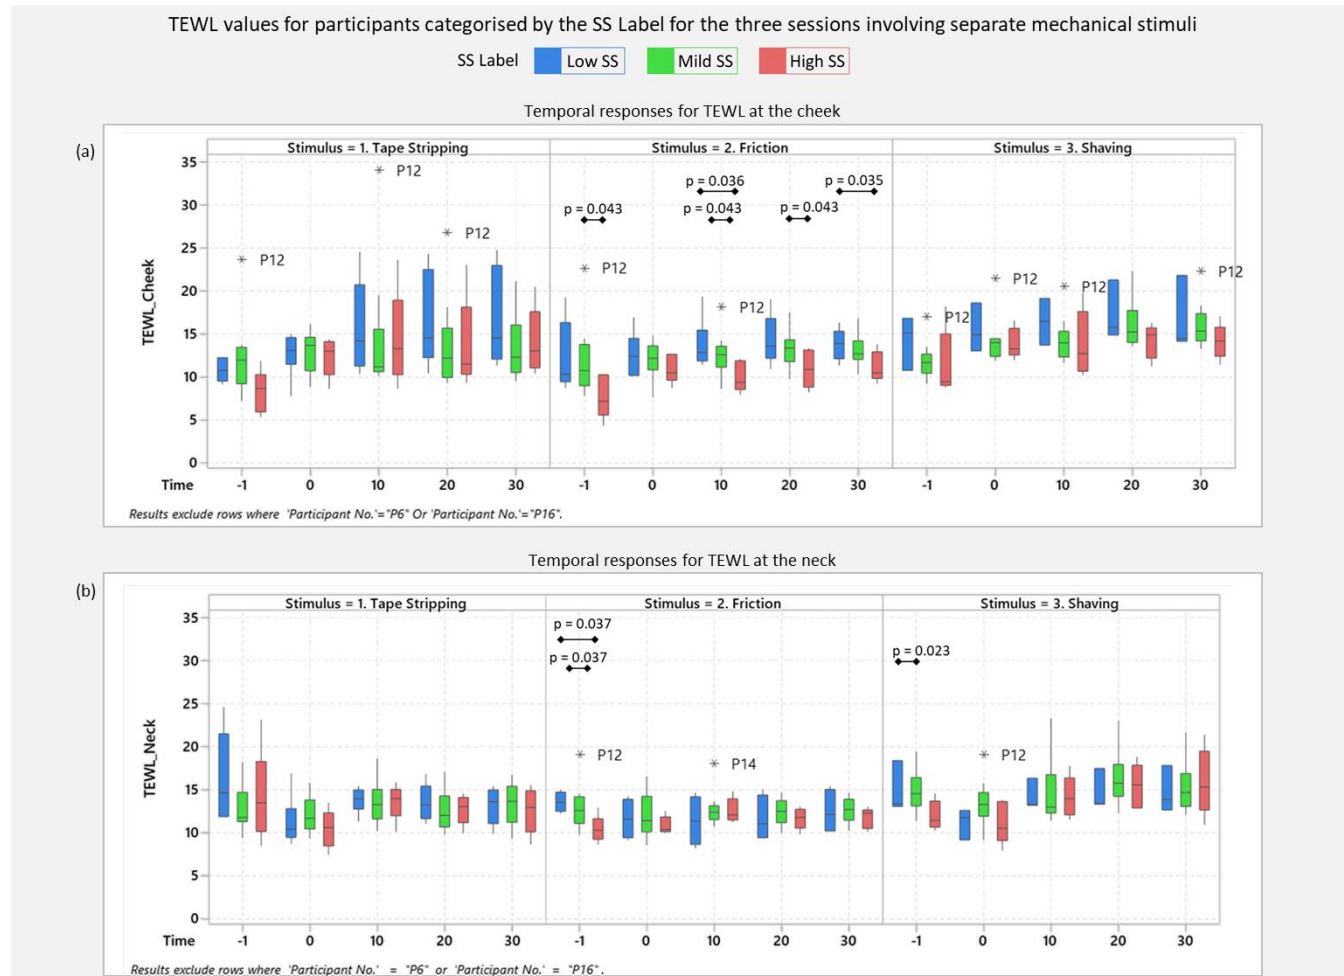 TEWL values for participants categorised by the SS Label for the three sessions involving separate mechanical stimuli
SS Label Low SS Mild SS High SS
Temporal responses for TEWL at the cheek
(a)
Stimulus = 1. Tape Stripping Stimulus = 2. Friction Stimulus = 3. Shaving
35
P12
p = 0.036 p = 0.035
30
p = 0.043 p = 0.043 p = 0.043
P12
25
P12 P12 P12 P12
P12
20
P12
P12
TEWL_Cheek
15
10
5
0
Time -1 0 10 20 30 -1 0 10 20 30 -1 0 10 20 30
Results exclude rows where 'Participant No.'="P6" Or 'Participant No.'="P16".
Temporal responses for TEWL at the neck
(b)
Stimulus = 1. Tape Stripping Stimulus = 2. Friction Stimulus = 3. Shaving
35
p = 0.037
p = 0.023
30
p = 0.037
25
20
P12 P14 P12
TEWL_Neck
15
10
5
0
Time -1 0 10 20 30 -1 0 10 20 30 -1 0 10 20 30
Results exclude rows where 'Participant No.' = "P6" or 'Participant No.' = "P16".